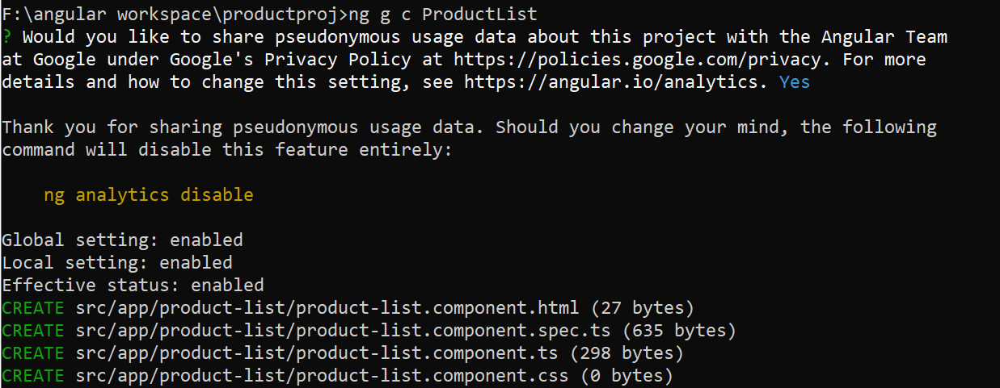 F:\angular workspace\productproj>ng g c ProductList
? Would you like to share pseudonymous usage data about this project with the Angular Team
at Google under Google's Privacy Policy at https://policies.google.com/privacy. For more
details and how to change this setting, see https://angular.io/analytics. Yes
Thank you for sharing pseudonymous usage data. Should you change your mind, the following
command will disable this feature entirely:
ng analytics disable
Global setting: enabled
Local setting: enabled
Effective status: enabled
CREATE src/app/product-list/product-list.component.html (27 bytes)
CREATE src/app/product-list/product-list.component.spec.ts (635 bytes)
CREATE src/app/product-list/product-list.component.ts (298 bytes)
CREATE src/app/product-list/product-list.component.css (0 bytes)